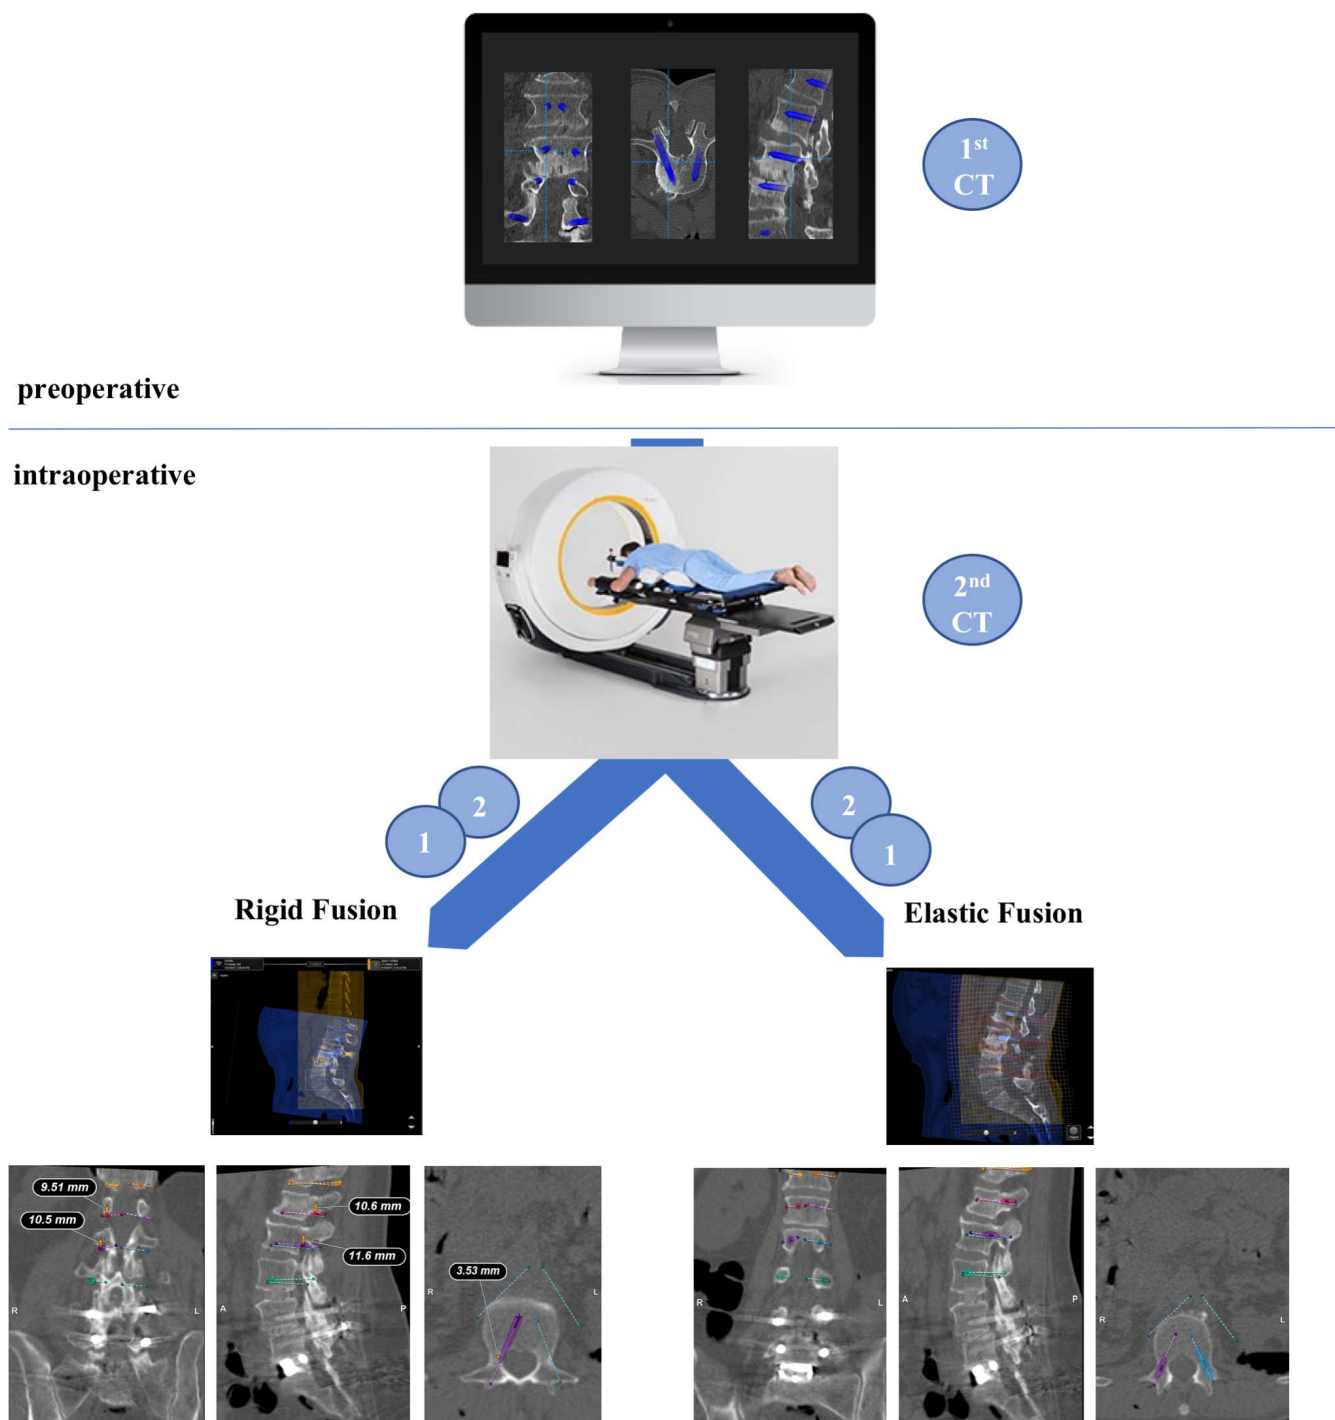 1st
CT
preoperative
intraoperative
2nd
CT
2
1
2
1
Rigid Fusion
Elastic Fusion
9.51 mm
10.5 mm
R
L
10.6 mm
11.6 mm
A
P
3.53 mm
R
L
R
L
A
P
R
L